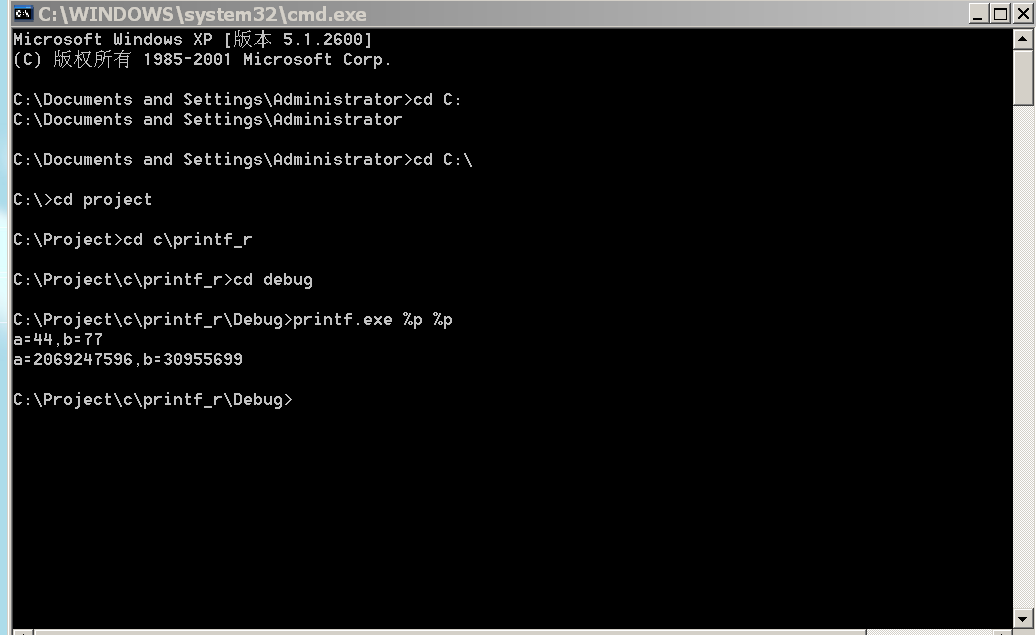 C:\WINDOWS\system32\cmd.exe
Microsoft Windows XP [版本 5.1.2600]
(C) 版权所有 1985-2001 Microsoft Corp.
C:\Documents and Settings\Administrator>cd C:
C:\Documents and Settings\Administrator
C:\Documents and Settings\Administrator>cd C:\
C:\>cd project
C:\Project>cd c\printf_r
C:\Project\c\printf_r>cd debug
C:\Project\c\printf_r\Debug>printf.exe %p %p
a=44,b=77
a=2069247596,b=30955699
C:\Project\c\printf_r\Debug>